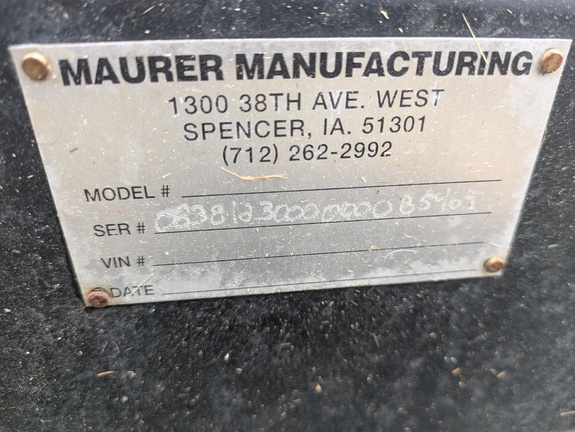 MAURER MANUFACTURING
1300 38TH AVE. WEST
SPENCER, IA. 51301
(712) 262-2992
MODEL #
SER #
VIN #
DATE